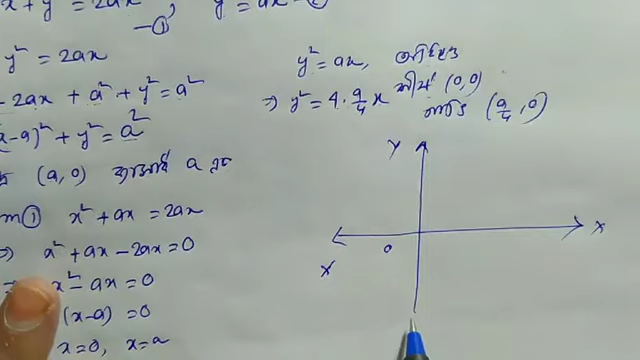 x² + y² = 2ax, y² = ax —②
—①
y² = 2ax
- 2ax + a² + y² = a²
x-a)² + y² = a²
(a, 0) a
m ① x² + ax = 2ax
⇒ x² + ax - 2ax = 0
x² - ax = 0
(x-a) = 0
x = 0, x = a
y² = ax,
⇒ y² = 4. a/4 x শীর্ষ (0,0)
নাভি (a/4, 0)
Y
X
0
X